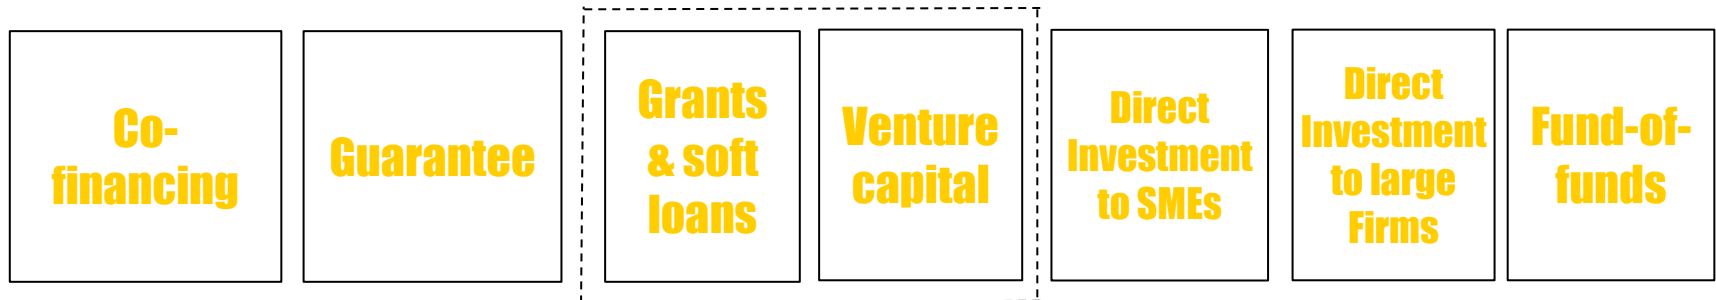 Co-
financing
Guarantee
Grants
& soft
loans
Venture
capital
Direct
Investment
to SMEs
Direct
Investment
to large
Firms
Fund-of-
funds